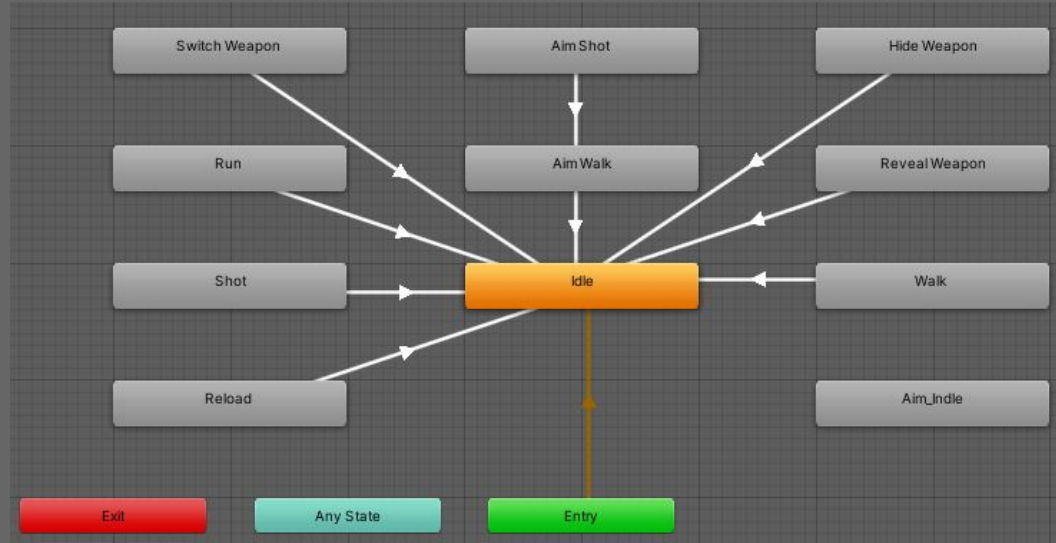 Switch Weapon
Aim Shot
Hide Weapon
Run
Aim Walk
Reveal Weapon
Shot
Idle
Walk
Reload
Aim_Indle
Exit
Any State
Entry